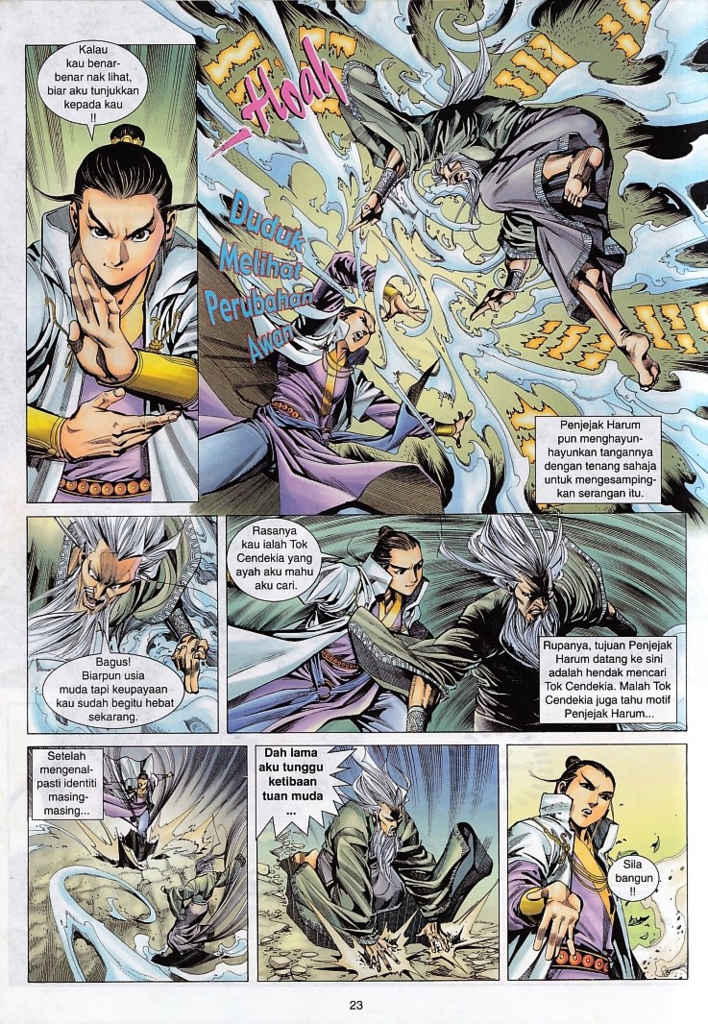 Kalau
kau benar-
benar nak lihat,
biar aku tunjukkan
kepada kau
!!
Hoah
Duduk
Melihat
Perubahan
Awan
Penjejak Harum
pun menghayun-
hayunkan tangannya
dengan tenang sahaja
untuk mengesamping-
kan serangan itu.
Bagus!
Biarpun usia
muda tapi keupayaan
kau sudah begitu hebat
sekarang.
Rasanya
kau ialah Tok
Cendekia yang
ayah aku mahu
aku cari.
Rupanya, tujuan Penjejak
Harum datang ke sini
adalah hendak mencari
Tok Cendekia. Malah Tok
Cendekia juga tahu motif
Penjejak Harum...
Setelah
mengenal-
pasti identiti
masing-
masing...
Dah lama
aku tunggu
ketibaan
tuan muda
...
Sila
bangun
!!
23